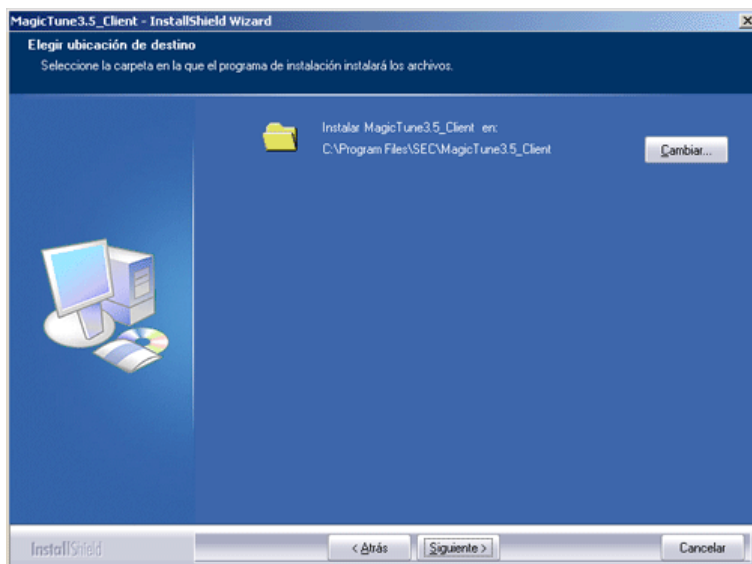 MagicTune3.5_Client - InstallShield Wizard
Elegir ubicación de destino
Seleccione la carpeta en la que el programa de instalación instalará los archivos.
Instalar MagicTune3.5_Client en:
C:\Program Files\SEC\MagicTune3.5_Client
Cambiar...
InstallShield
< Atrás
Siguiente >
Cancelar